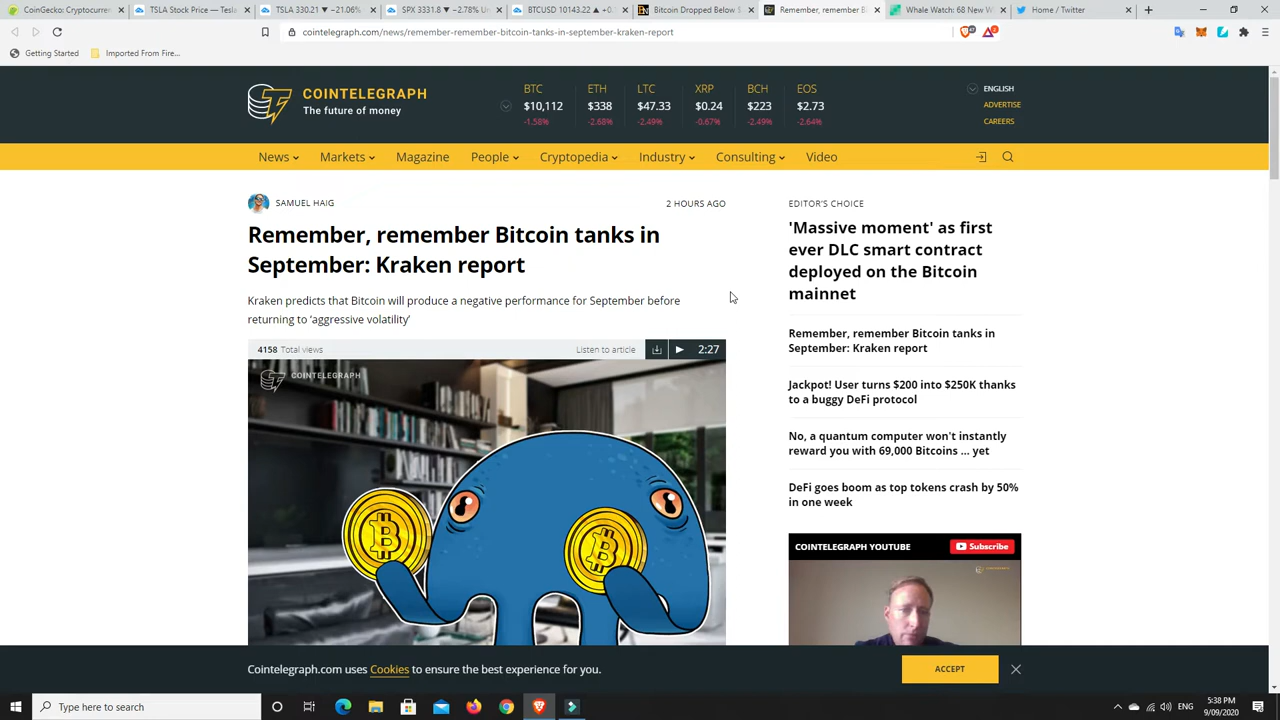 CoinGecko: Cryptocurren
TSLA Stock Price — Tesla
TSLA 330.21 ▼ −21.06%
SPX 3331.8 ▼ −2.78% Un
BTCUSD 10143.22 ▲ +0.
Bitcoin Dropped Below $
Remember, remember B
Whale Watch: 68 New W
Home / Twitter
cointelegraph.com/news/remember-remember-bitcoin-tanks-in-september-kraken-report
Getting Started
Imported From Fire...
COINTELEGRAPH
The future of money
BTC ETH LTC XRP BCH EOS
$10,112 $338 $47.33 $0.24 $223 $2.73
-1.58% -2.68% -2.49% -0.67% -2.49% -2.64%
ENGLISH
ADVERTISE
CAREERS
News Markets Magazine People Cryptopedia Industry Consulting Video
SAMUEL HAIG
2 HOURS AGO
Remember, remember Bitcoin tanks in
September: Kraken report
Kraken predicts that Bitcoin will produce a negative performance for September before
returning to ‘aggressive volatility’
4158 Total views
Listen to article
2:27
COINTELEGRAPH
EDITOR'S CHOICE
'Massive moment' as first
ever DLC smart contract
deployed on the Bitcoin
mainnet
Remember, remember Bitcoin tanks in
September: Kraken report
Jackpot! User turns $200 into $250K thanks
to a buggy DeFi protocol
No, a quantum computer won't instantly
reward you with 69,000 Bitcoins ... yet
DeFi goes boom as top tokens crash by 50%
in one week
COINTELEGRAPH YOUTUBE
Subscribe
Cointelegraph.com uses Cookies to ensure the best experience for you.
ACCEPT
Type here to search
ENG
5:38 PM
9/09/2020